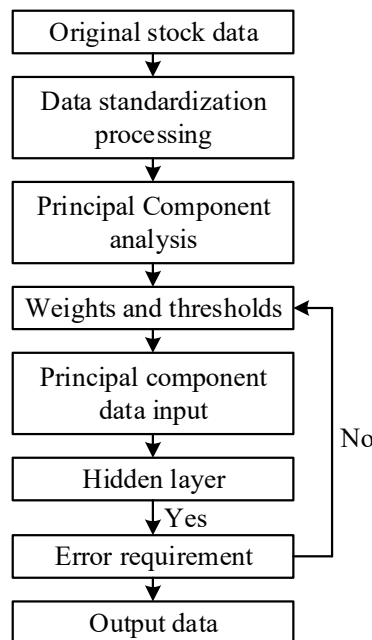 Original stock data
Data standardization
processing
Principal Component
analysis
Weights and thresholds
Principal component
data input
No
Hidden layer
Yes
Error requirement
Output data